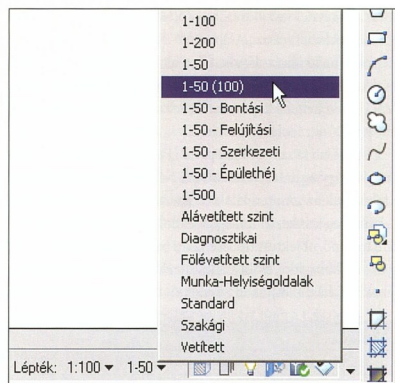 1-100
1-200
1-50
1-50 (100)
1-50 - Bontási
1-50 - Felújítási
1-50 - Szerkezeti
1-50 - Épülethéj
1-500
Alávetített szint
Diagnosztikai
Fölévetített szint
Munka-Helyiségoldalak
Standard
Szakági
Vetített
Lépték: 1:100 1-50